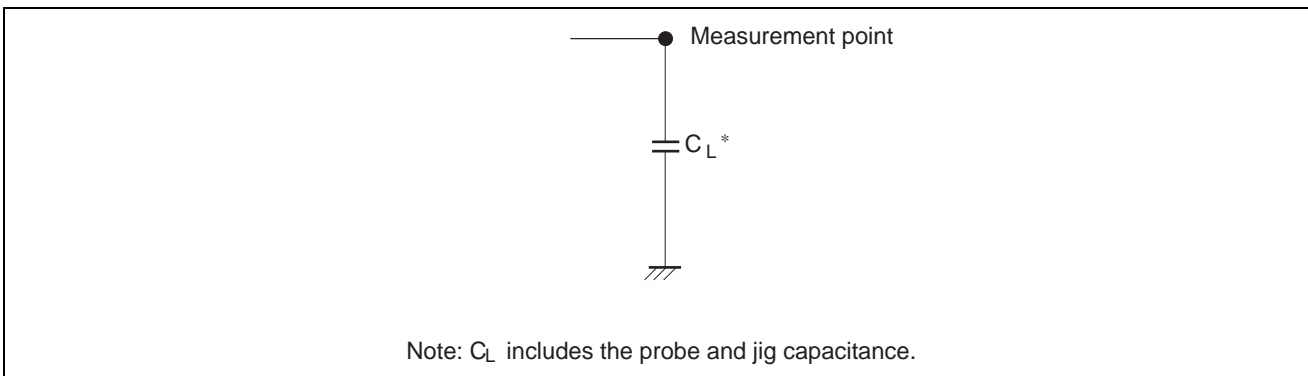 Measurement point
C L *
Note: CL includes the probe and jig capacitance.